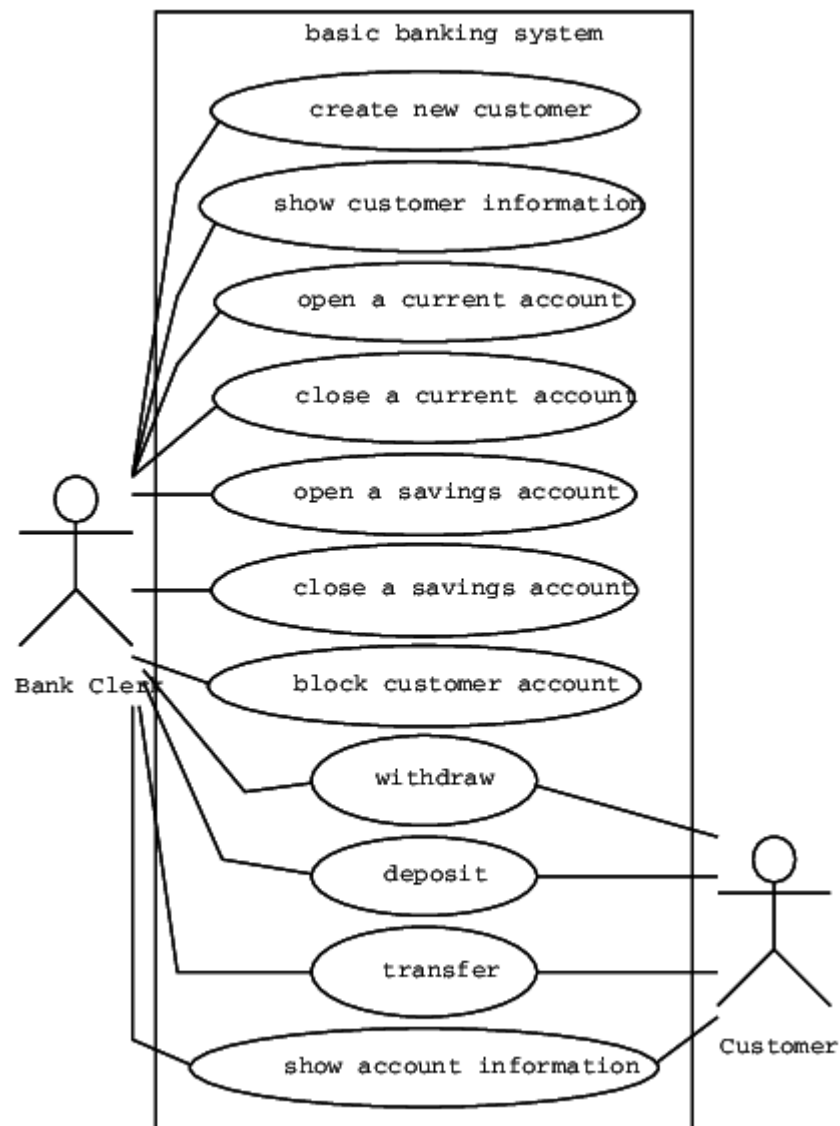 basic banking system
create new customer
show customer information
open a current account
close a current account
open a savings account
close a savings account
block customer account
Bank Clerk
withdraw
deposit
transfer
Customer
show account information